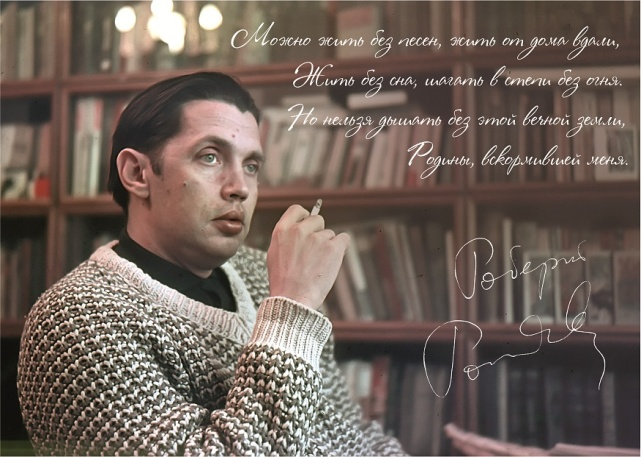 Можно жить без песен, жить от дома вдали,
Жить без сна, шагать в степи без огня.
Но нельзя дышать без этой вечной земли,
Родины, вскормившей меня.
Роберт